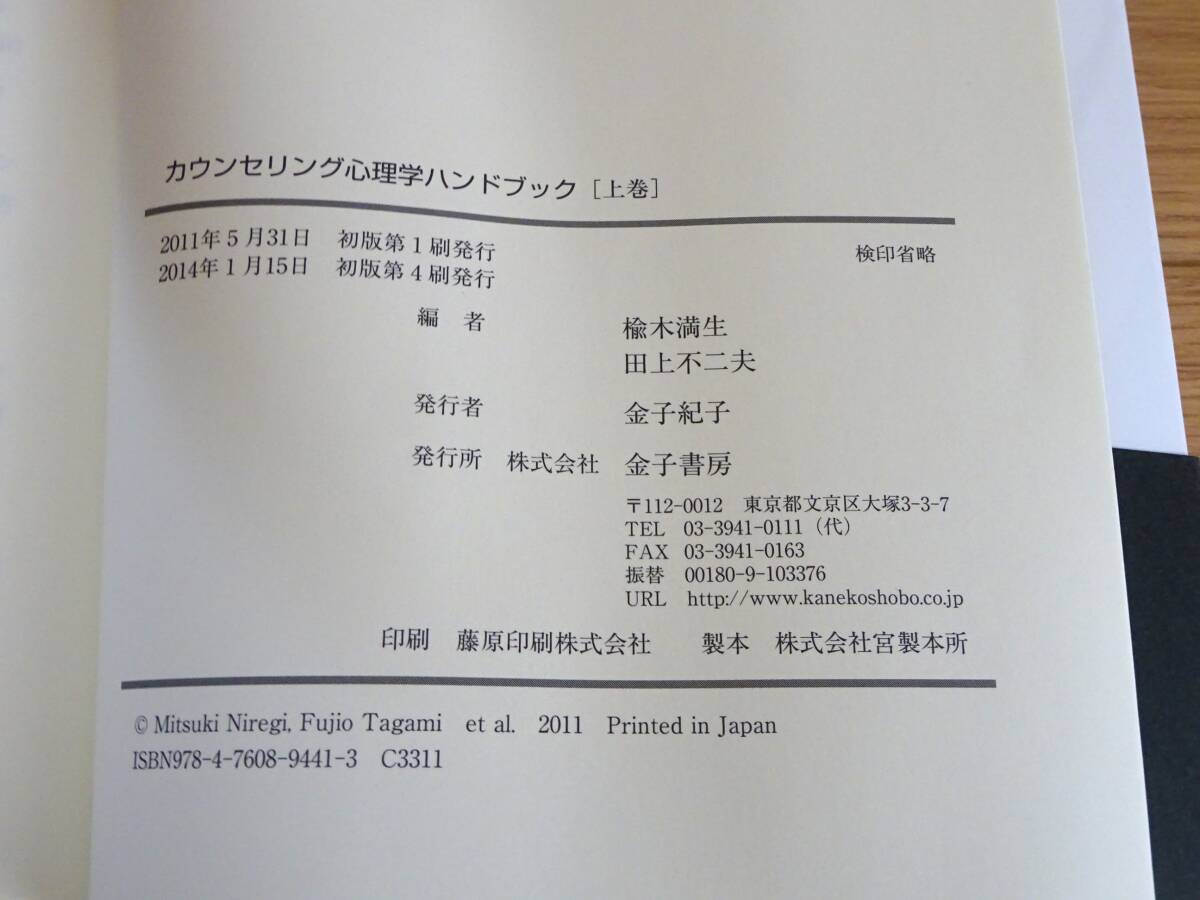 カウンセリング心理学ハンドブック［上巻］
2011年5月31日　初版第1刷発行　検印省略
2014年1月15日　初版第4刷発行
編　者　楡木満生
田上不二夫
発行者　金子紀子
発行所　株式会社　金子書房
〒112-0012　東京都文京区大塚3-3-7
TEL　03-3941-0111（代）
FAX　03-3941-0163
振替　00180-9-103376
URL　http://www.kanekoshobo.co.jp
印刷　藤原印刷株式会社　製本　株式会社宮製本所
© Mitsuki Niregi, Fujio Tagami　et al.　2011　Printed in Japan
ISBN978-4-7608-9441-3　C3311